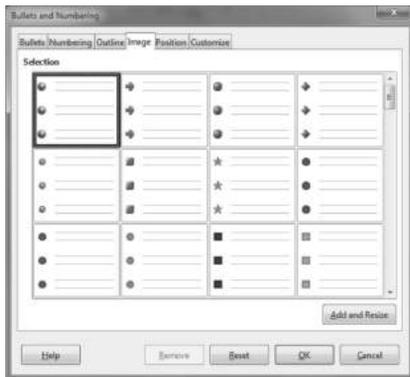 Bullets and Numbering
Bullets Numbering Outline Image Position Customize
Selection
Add and Resize
Help Remove Reset OK Cancel